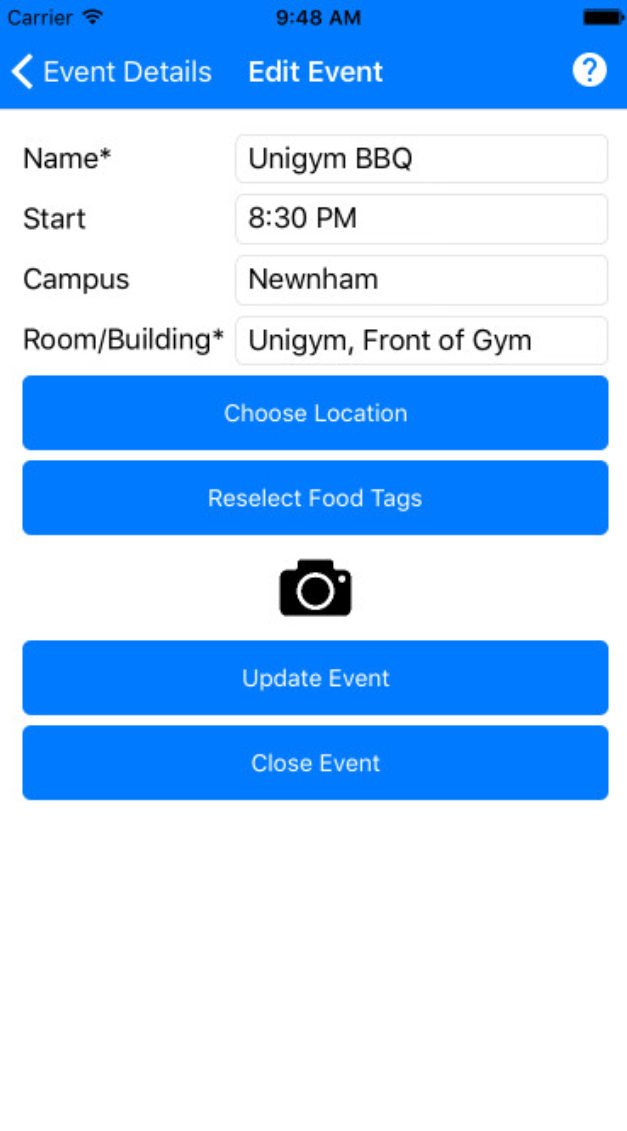 Carrier 9:48 AM
Event Details Edit Event ?
Name* Unigym BBQ
Start 8:30 PM
Campus Newnham
Room/Building* Unigym, Front of Gym
Choose Location
Reselect Food Tags
Update Event
Close Event